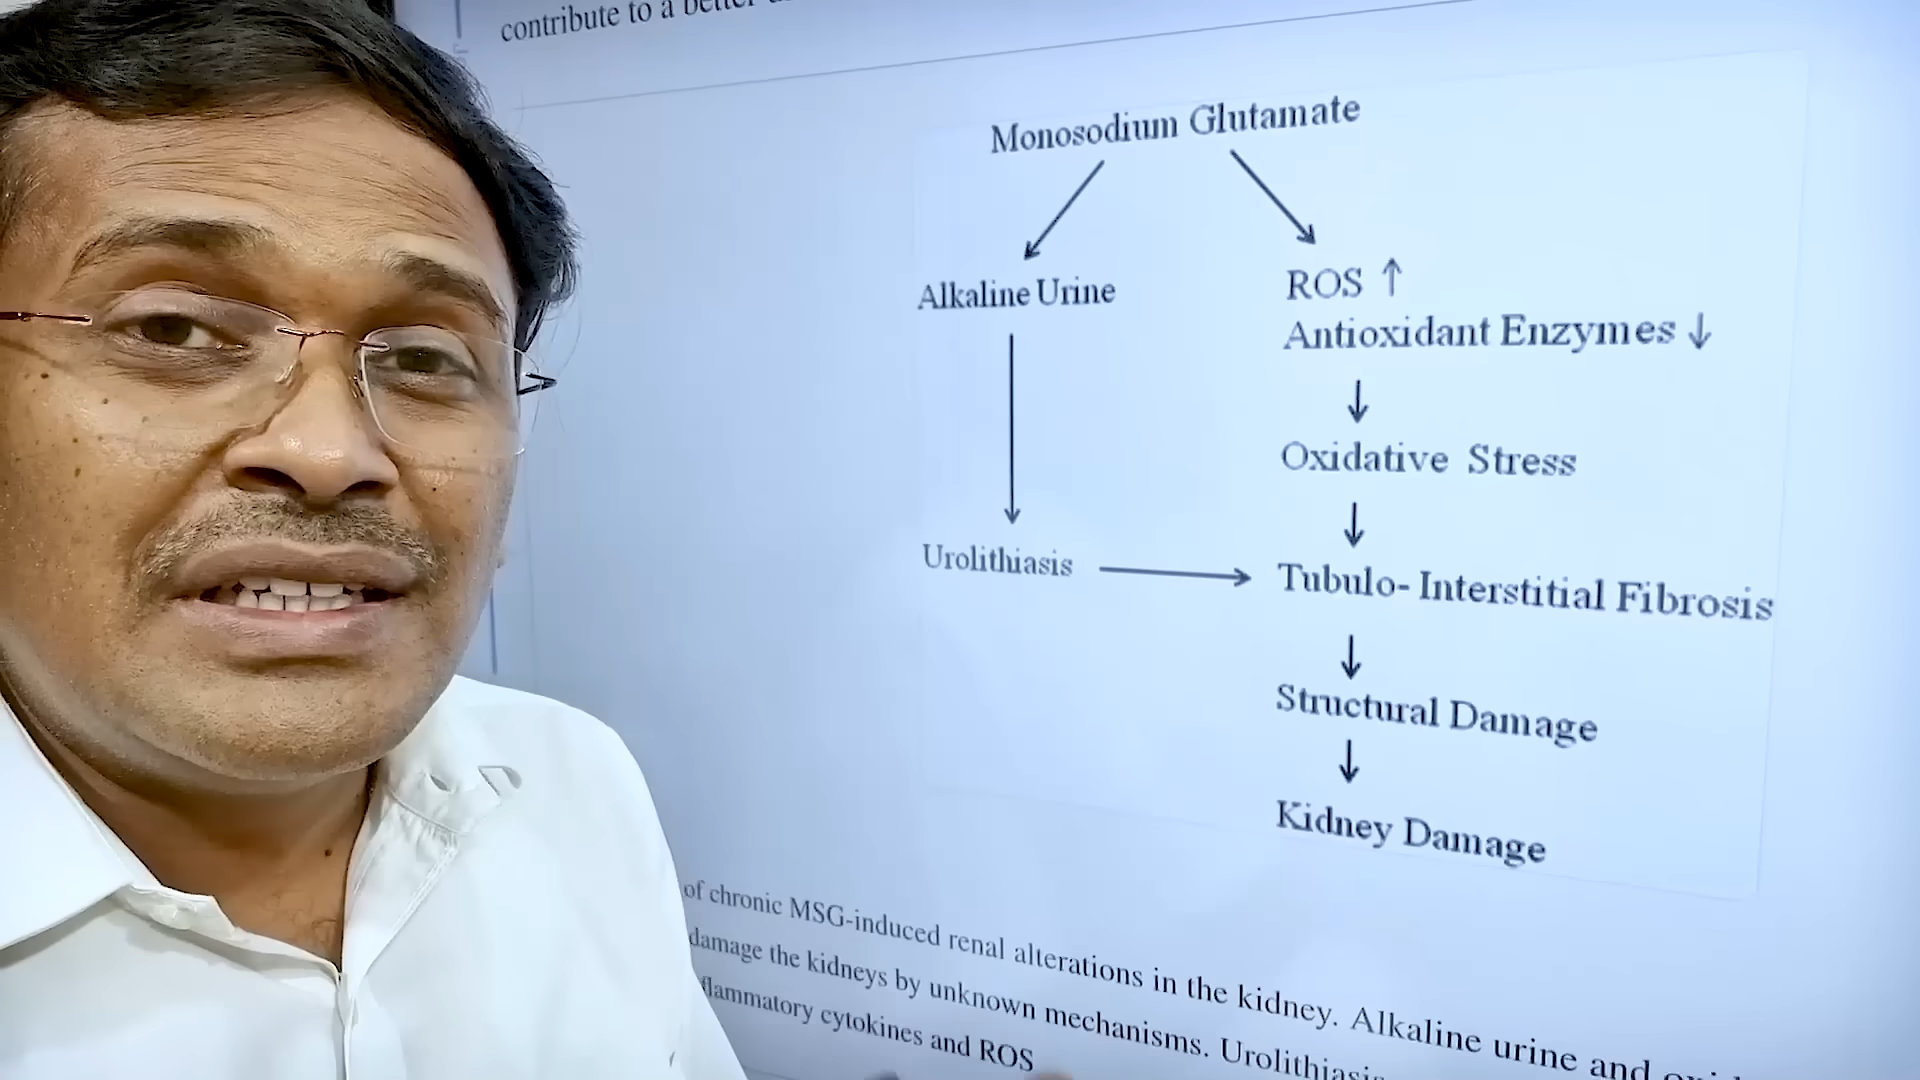 contribute to a better
Monosodium Glutamate
Alkaline Urine
ROS ↑
Antioxidant Enzymes ↓
Oxidative Stress
Urolithiasis
Tubulo- Interstitial Fibrosis
Structural Damage
Kidney Damage
of chronic MSG-induced renal alterations in the kidney. Alkaline urine and
damage the kidneys by unknown mechanisms. Urolithiasis
flammatory cytokines and ROS